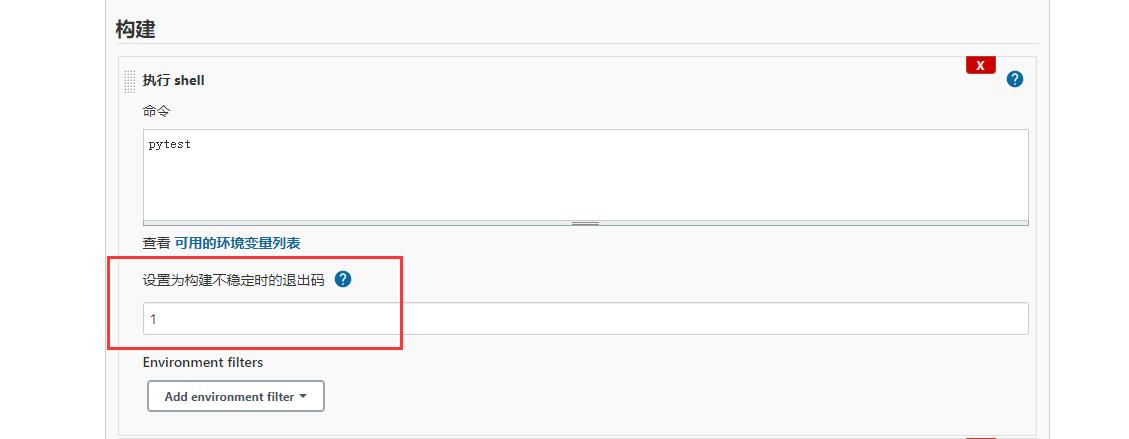 构建
X
执行 shell
命令
pytest
查看 可用的环境变量列表
设置为构建不稳定时的退出码
1
Environment filters
Add environment filter